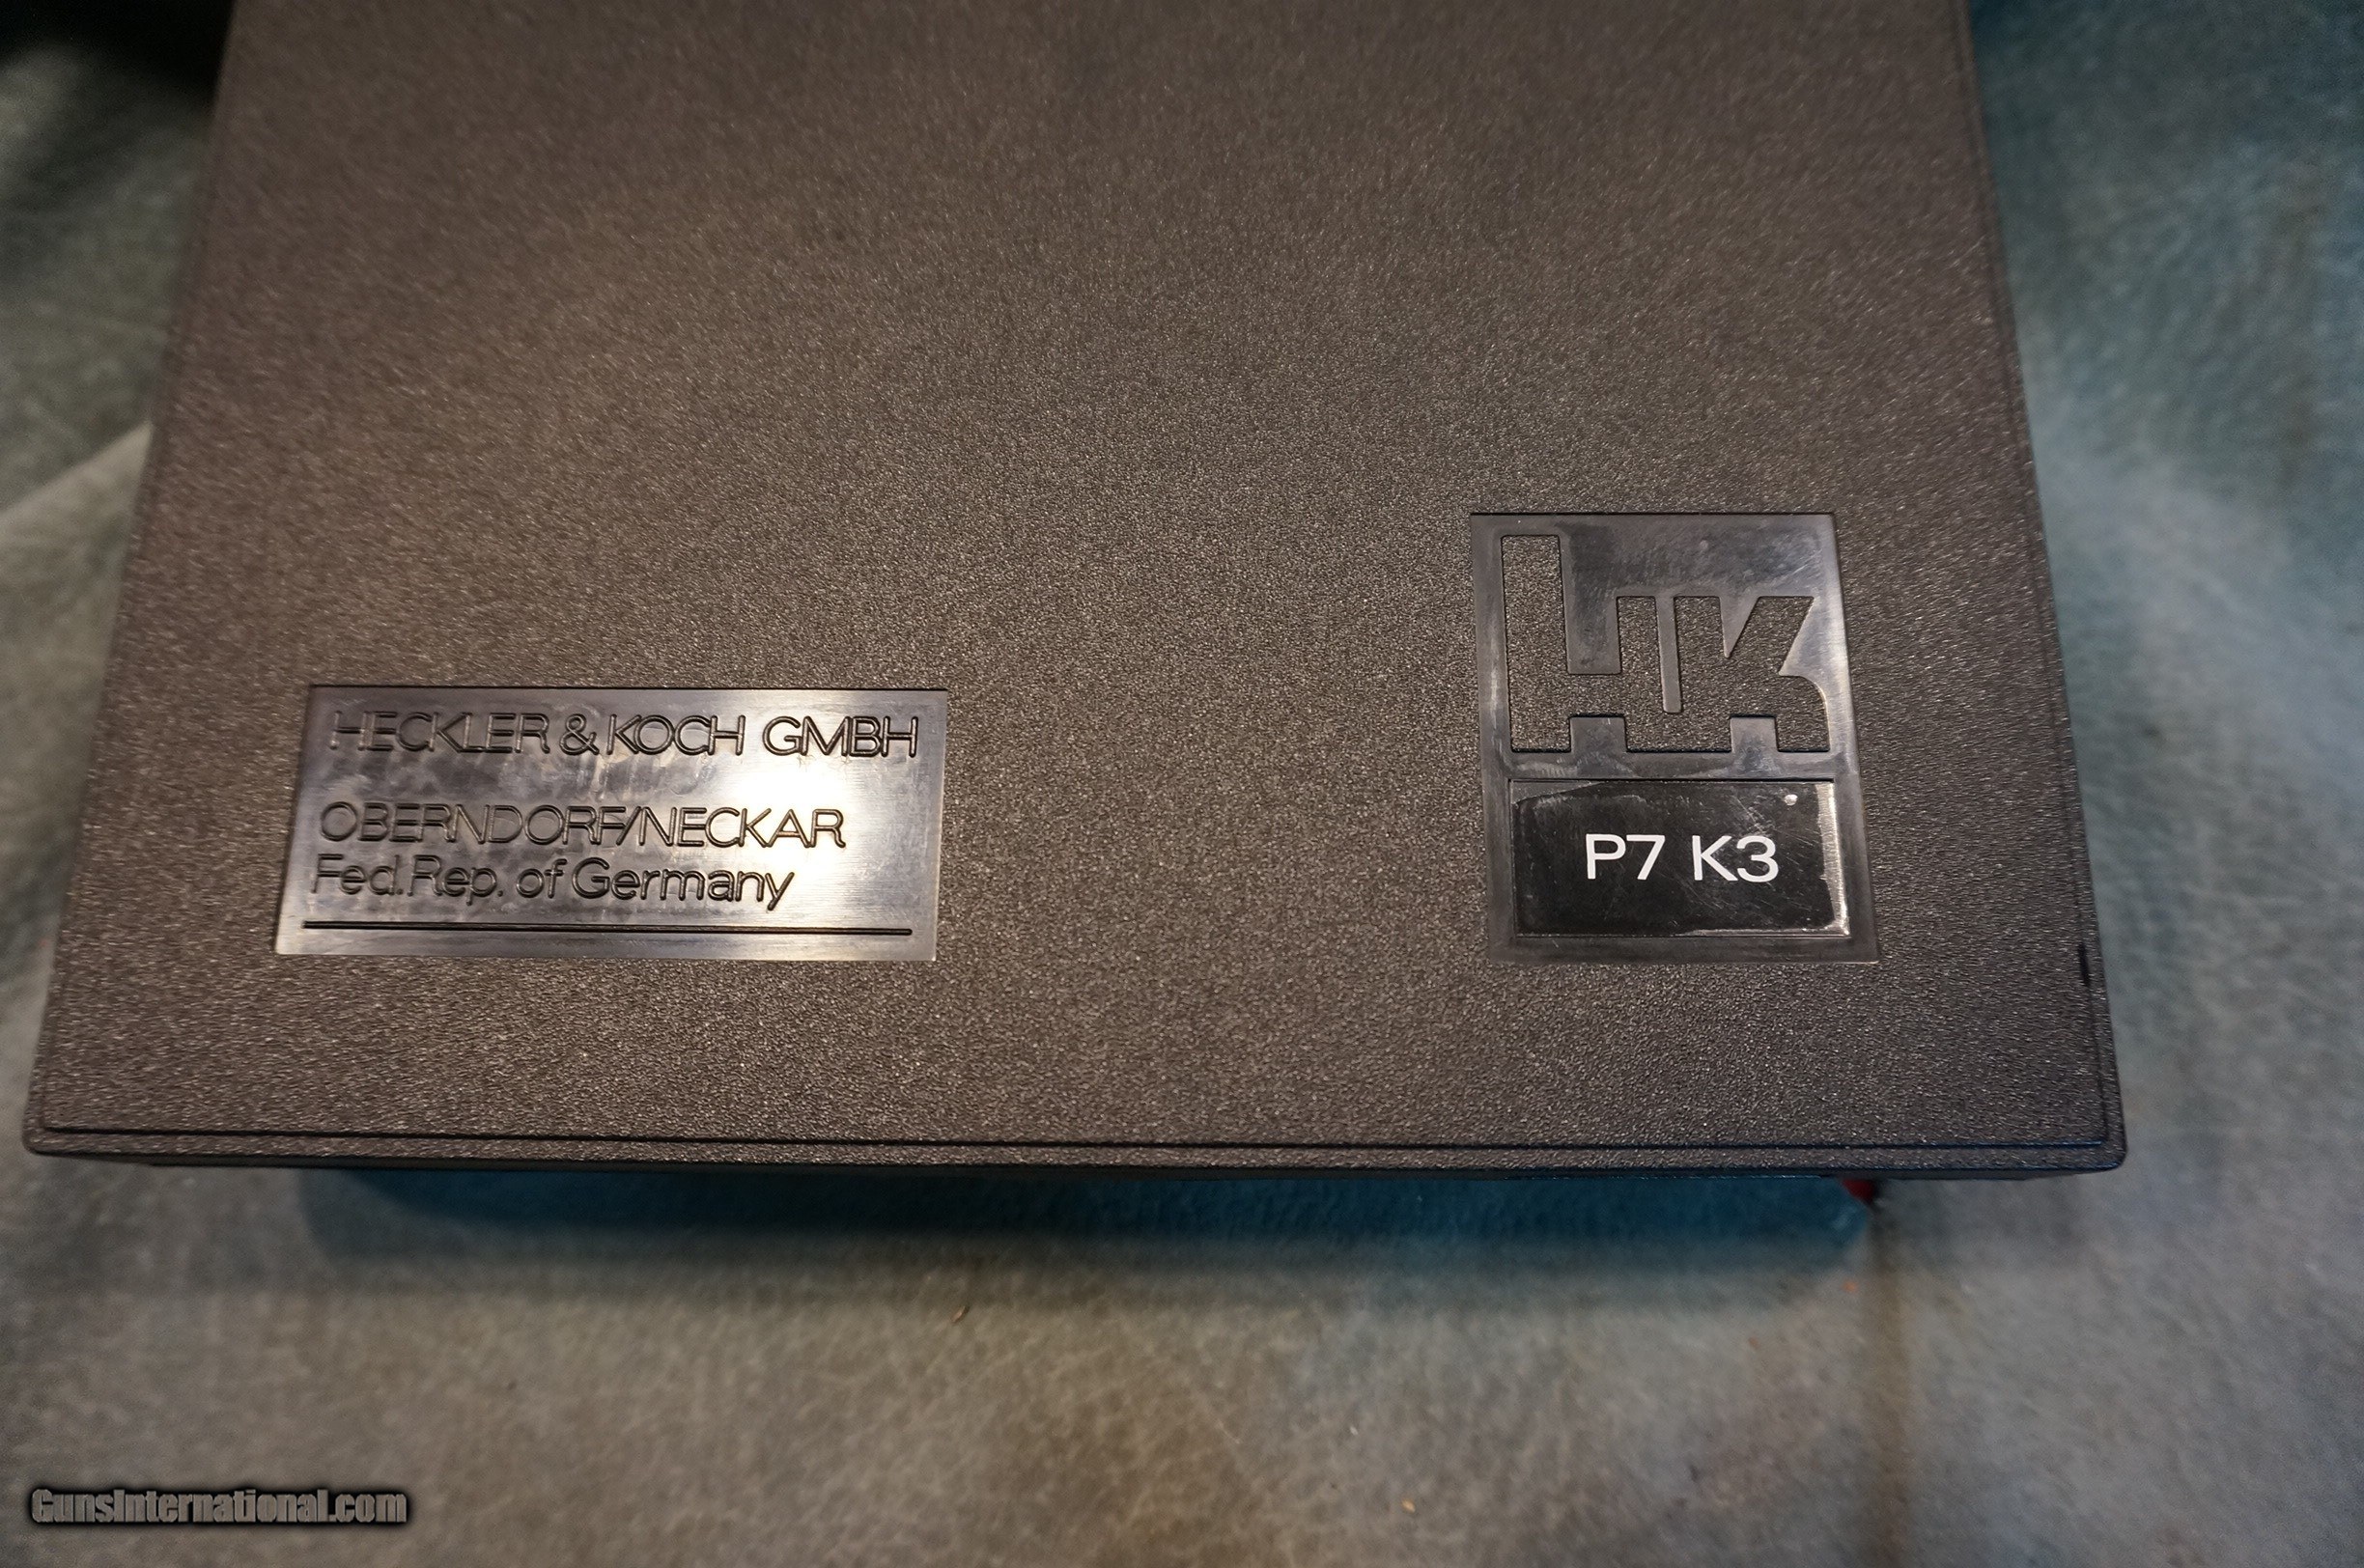 HECKLER & KOCH GMBH
OBERNDORF/NECKAR
Fed.Rep. of Germany
HK
P7 K3
GunsInternational.com